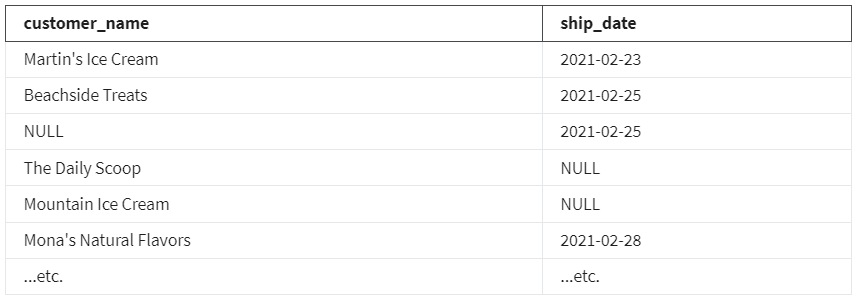 customer_name ship_date
Martin's Ice Cream 2021-02-23
Beachside Treats 2021-02-25
NULL 2021-02-25
The Daily Scoop NULL
Mountain Ice Cream NULL
Mona's Natural Flavors 2021-02-28
...etc. ...etc.